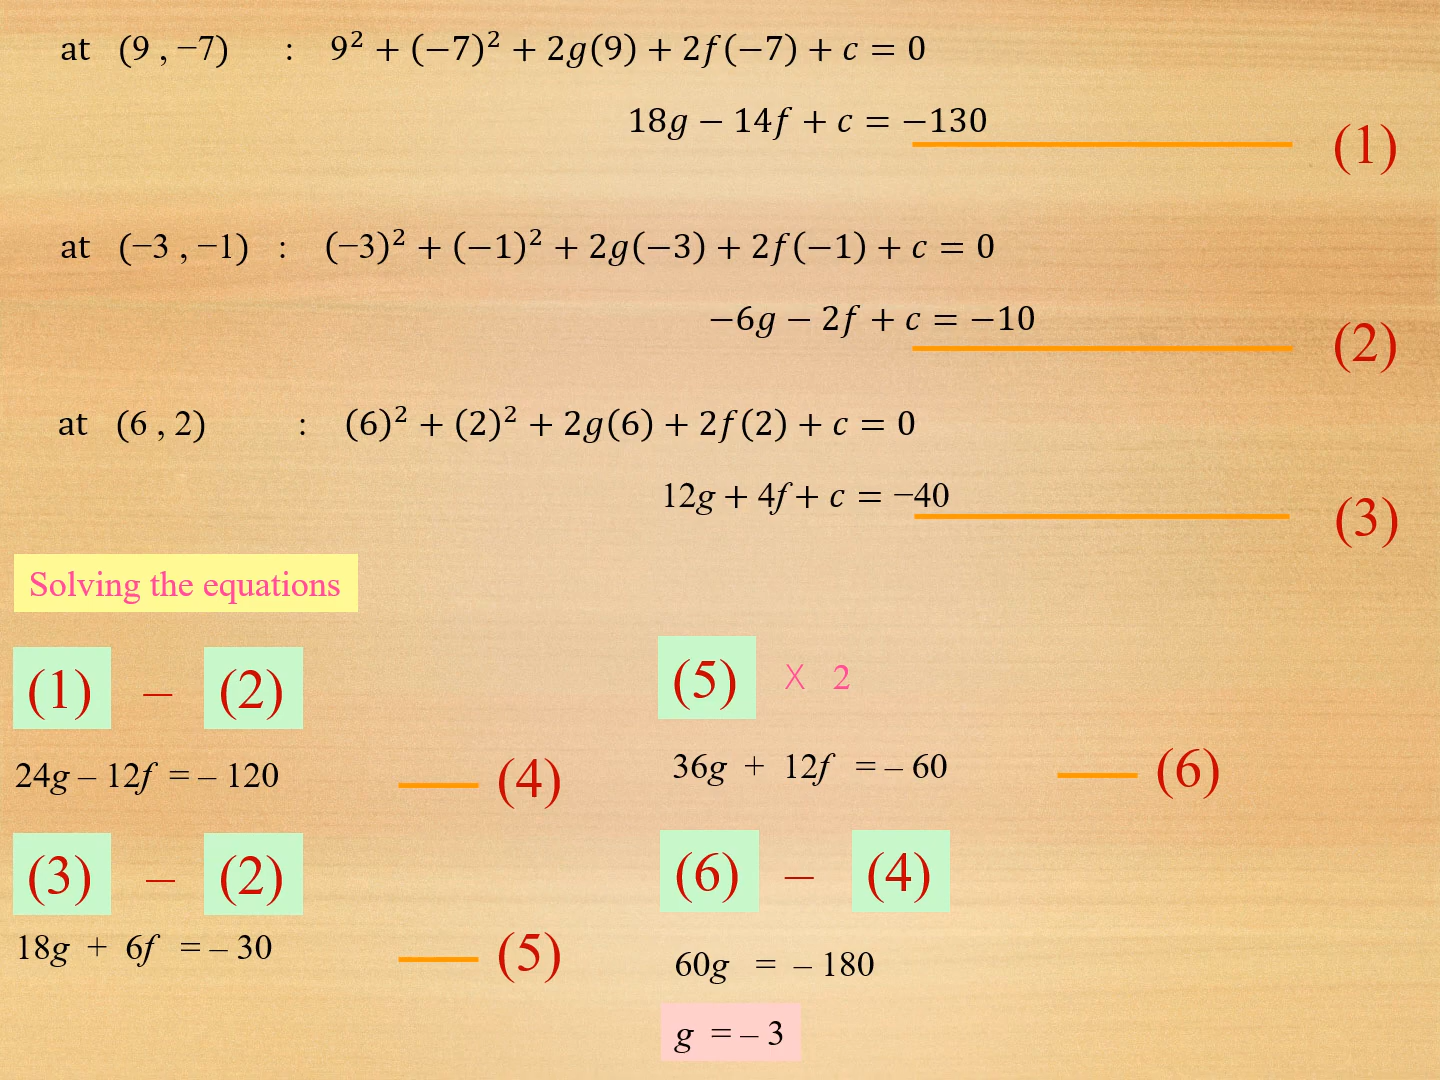 at (9 , −7) : 9² + (−7)² + 2g(9) + 2f(−7) + c = 0
18g − 14f + c = −130
(1)
at (−3 , −1) : (−3)² + (−1)² + 2g(−3) + 2f(−1) + c = 0
−6g − 2f + c = −10
(2)
at (6 , 2) : (6)² + (2)² + 2g(6) + 2f(2) + c = 0
12g + 4f + c = −40
(3)
Solving the equations
(1) – (2)
24g – 12f = – 120 (4)
(3) – (2)
18g + 6f = – 30 (5)
(5) X 2
36g + 12f = – 60 (6)
(6) – (4)
60g = – 180
g = – 3